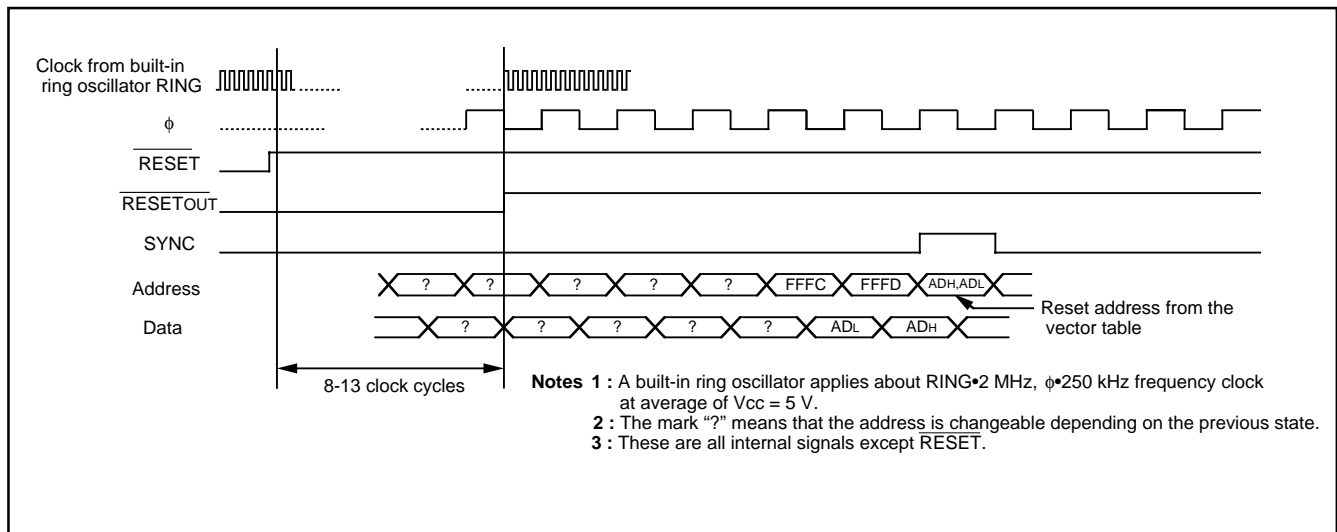 Clock from built-in
ring oscillator RING
ϕ
RESET
RESETOUT
SYNC
Address
? ? ? ? ? FFFC FFFD ADH,ADL
Reset address from the
vector table
Data
? ? ? ? ? ADL ADH
8-13 clock cycles
Notes 1 : A built-in ring oscillator applies about RING•2 MHz, ϕ•250 kHz frequency clock
at average of Vcc = 5 V.
2 : The mark “?” means that the address is changeable depending on the previous state.
3 : These are all internal signals except RESET.